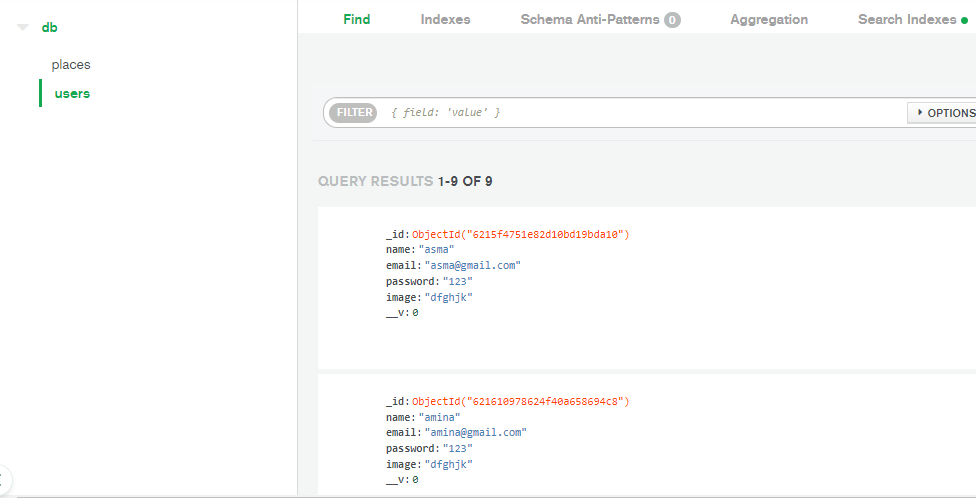 db
places
users
Find Indexes Schema Anti-Patterns 0 Aggregation Search Indexes
FILTER { field: 'value' } OPTIONS
QUERY RESULTS 1-9 OF 9
_id:ObjectId("6215f4751e82d10bd19bda10")
name:"asma"
email:"asma@gmail.com"
password:"123"
image:"dfghjk"
__v:0
_id:ObjectId("621610978624f40a658694c8")
name:"amina"
email:"amina@gmail.com"
password:"123"
image:"dfghjk"
__v:0